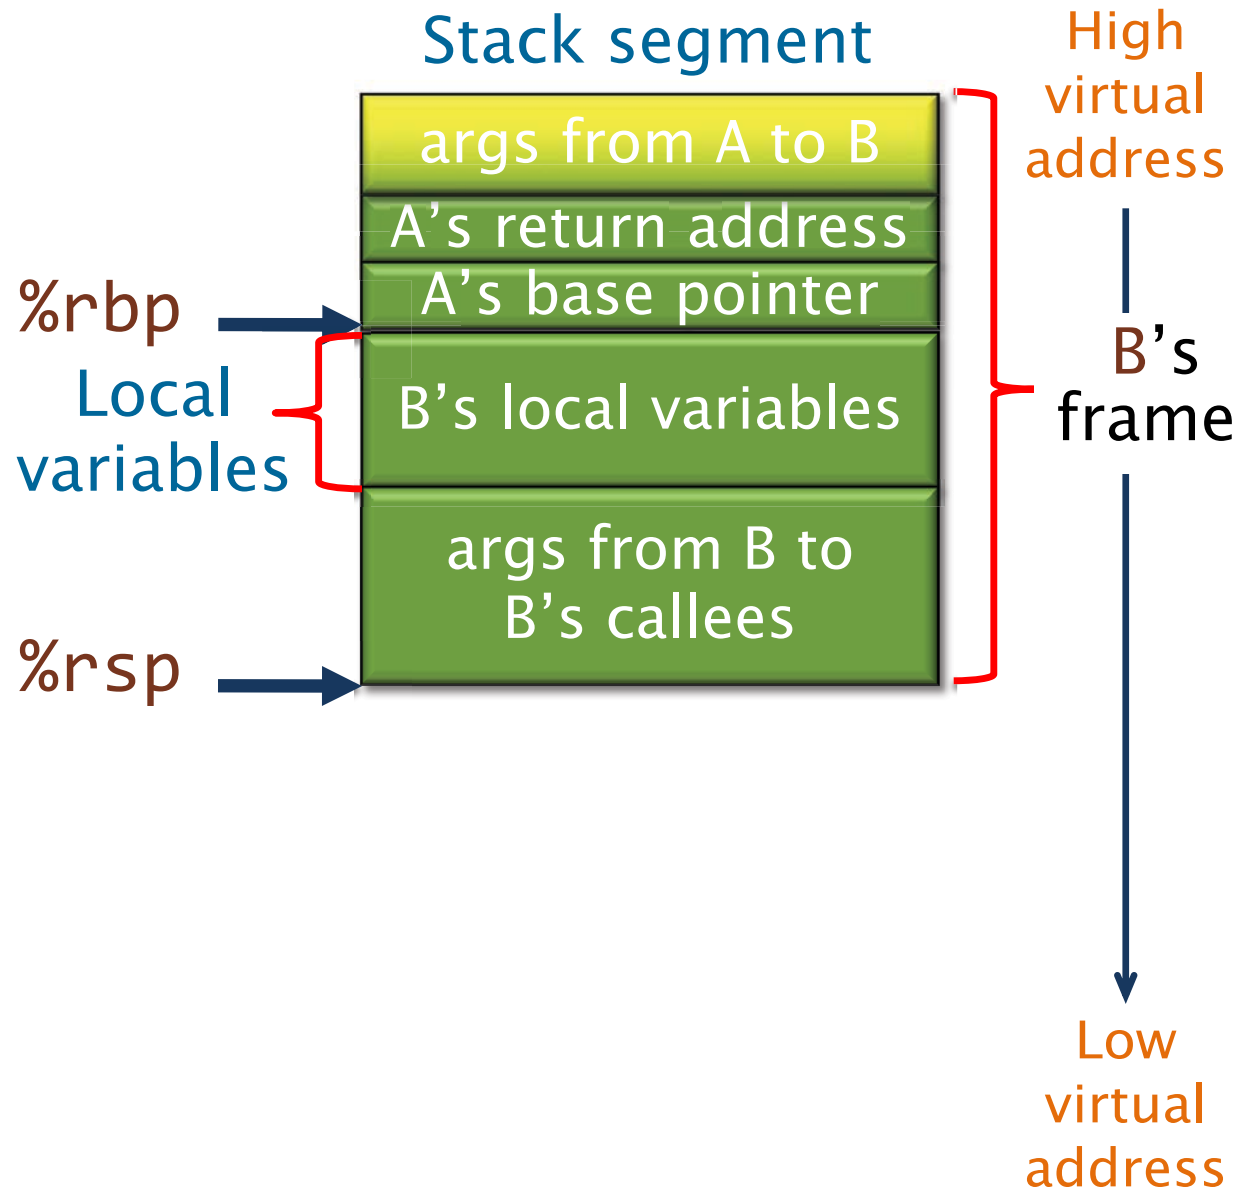 Stack segment
High
virtual
address
args from A to B
A’s return address
A’s base pointer
%rbp
B’s
frame
Local
variables
B’s local variables
args from B to
B’s callees
%rsp
Low
virtual
address